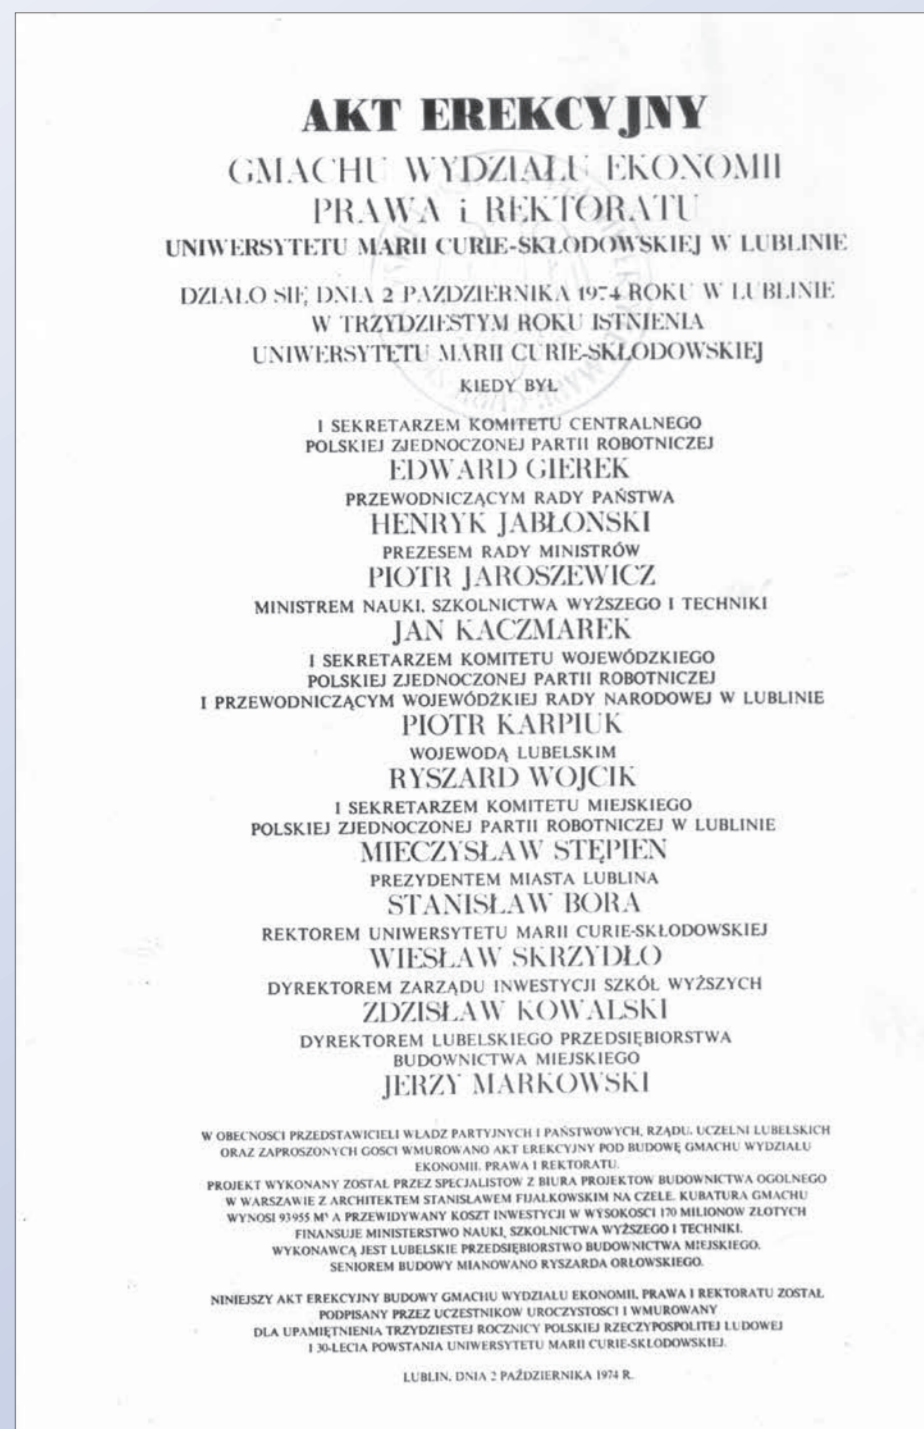 AKT EREKCYJNY
GMACHU WYDZIAŁU EKONOMII
PRAWA i REKTORATU
UNIWERSYTETU MARII CURIE-SKŁODOWSKIEJ W LUBLINIE
DZIAŁO SIĘ DNIA 2 PAZDZIERNIKA 1974 ROKU W LUBLINIE
W TRZYDZIESTYM ROKU ISTNIENIA
UNIWERSYTETU MARII CURIE-SKŁODOWSKIEJ
KIEDY BYŁ
I SEKRETARZEM KOMITETU CENTRALNEGO
POLSKIEJ ZJEDNOCZONEJ PARTII ROBOTNICZEJ
EDWARD GIEREK
PRZEWODNICZĄCYM RADY PAŃSTWA
HENRYK JABŁONSKI
PREZESEM RADY MINISTRÓW
PIOTR JAROSZEWICZ
MINISTREM NAUKI, SZKOLNICTWA WYŻSZEGO I TECHNIKI
JAN KACZMAREK
I SEKRETARZEM KOMITETU WOJEWÓDZKIEGO
POLSKIEJ ZJEDNOCZONEJ PARTII ROBOTNICZEJ
I PRZEWODNICZĄCYM WOJEWÓDZKIEJ RADY NARODOWEJ W LUBLINIE
PIOTR KARPIUK
WOJEWODĄ LUBELSKIM
RYSZARD WOJCIK
I SEKRETARZEM KOMITETU MIEJSKIEGO
POLSKIEJ ZJEDNOCZONEJ PARTII ROBOTNICZEJ W LUBLINIE
MIECZYSŁAW STĘPIEN
PREZYDENTEM MIASTA LUBLINA
STANISŁAW BORA
REKTOREM UNIWERSYTETU MARII CURIE-SKŁODOWSKIEJ
WIESŁAW SKRZYDŁO
DYREKTOREM ZARZĄDU INWESTYCJI SZKÓŁ WYŻSZYCH
ZDZISŁAW KOWALSKI
DYREKTOREM LUBELSKIEGO PRZEDSIĘBIORSTWA
BUDOWNICTWA MIEJSKIEGO
JERZY MARKOWSKI
W OBECNOSCI PRZEDSTAWICIELI WŁADZ PARTYJNYCH I PAŃSTWOWYCH, RZĄDU, UCZELNI LUBELSKICH
ORAZ ZAPROSZONYCH GOSCI WMUROWANO AKT EREKCYJNY POD BUDOWĘ GMACHU WYDZIAŁU
EKONOMII, PRAWA I REKTORATU.
PROJEKT WYKONANY ZOSTAŁ PRZEZ SPECJALISTOW Z BIURA PROJEKTOW BUDOWNICTWA OGOLNEGO
W WARSZAWIE Z ARCHITEKTEM STANISŁAWEM FIJAŁKOWSKIM NA CZELE. KUBATURA GMACHU
WYNOSI 93955 M³ A PRZEWIDYWANY KOSZT INWESTYCJI W WYSOKOSCI 170 MILIONOW ZŁOTYCH
FINANSUJE MINISTERSTWO NAUKI, SZKOLNICTWA WYŻSZEGO I TECHNIKI.
WYKONAWCĄ JEST LUBELSKIE PRZEDSIĘBIORSTWO BUDOWNICTWA MIEJSKIEGO.
SENIOREM BUDOWY MIANOWANO RYSZARDA ORŁOWSKIEGO.
NINIEJSZY AKT EREKCYJNY BUDOWY GMACHU WYDZIAŁU EKONOMII, PRAWA I REKTORATU ZOSTAŁ
PODPISANY PRZEZ UCZESTNIKOW UROCZYSTOSCI I WMUROWANY
DLA UPAMIĘTNIENIA TRZYDZIESTEJ ROCZNICY POLSKIEJ RZECZYPOSPOLITEJ LUDOWEJ
I 30-LECIA POWSTANIA UNIWERSYTETU MARII CURIE-SKŁODOWSKIEJ.
LUBLIN, DNIA 2 PAŹDZIERNIKA 1974 R.